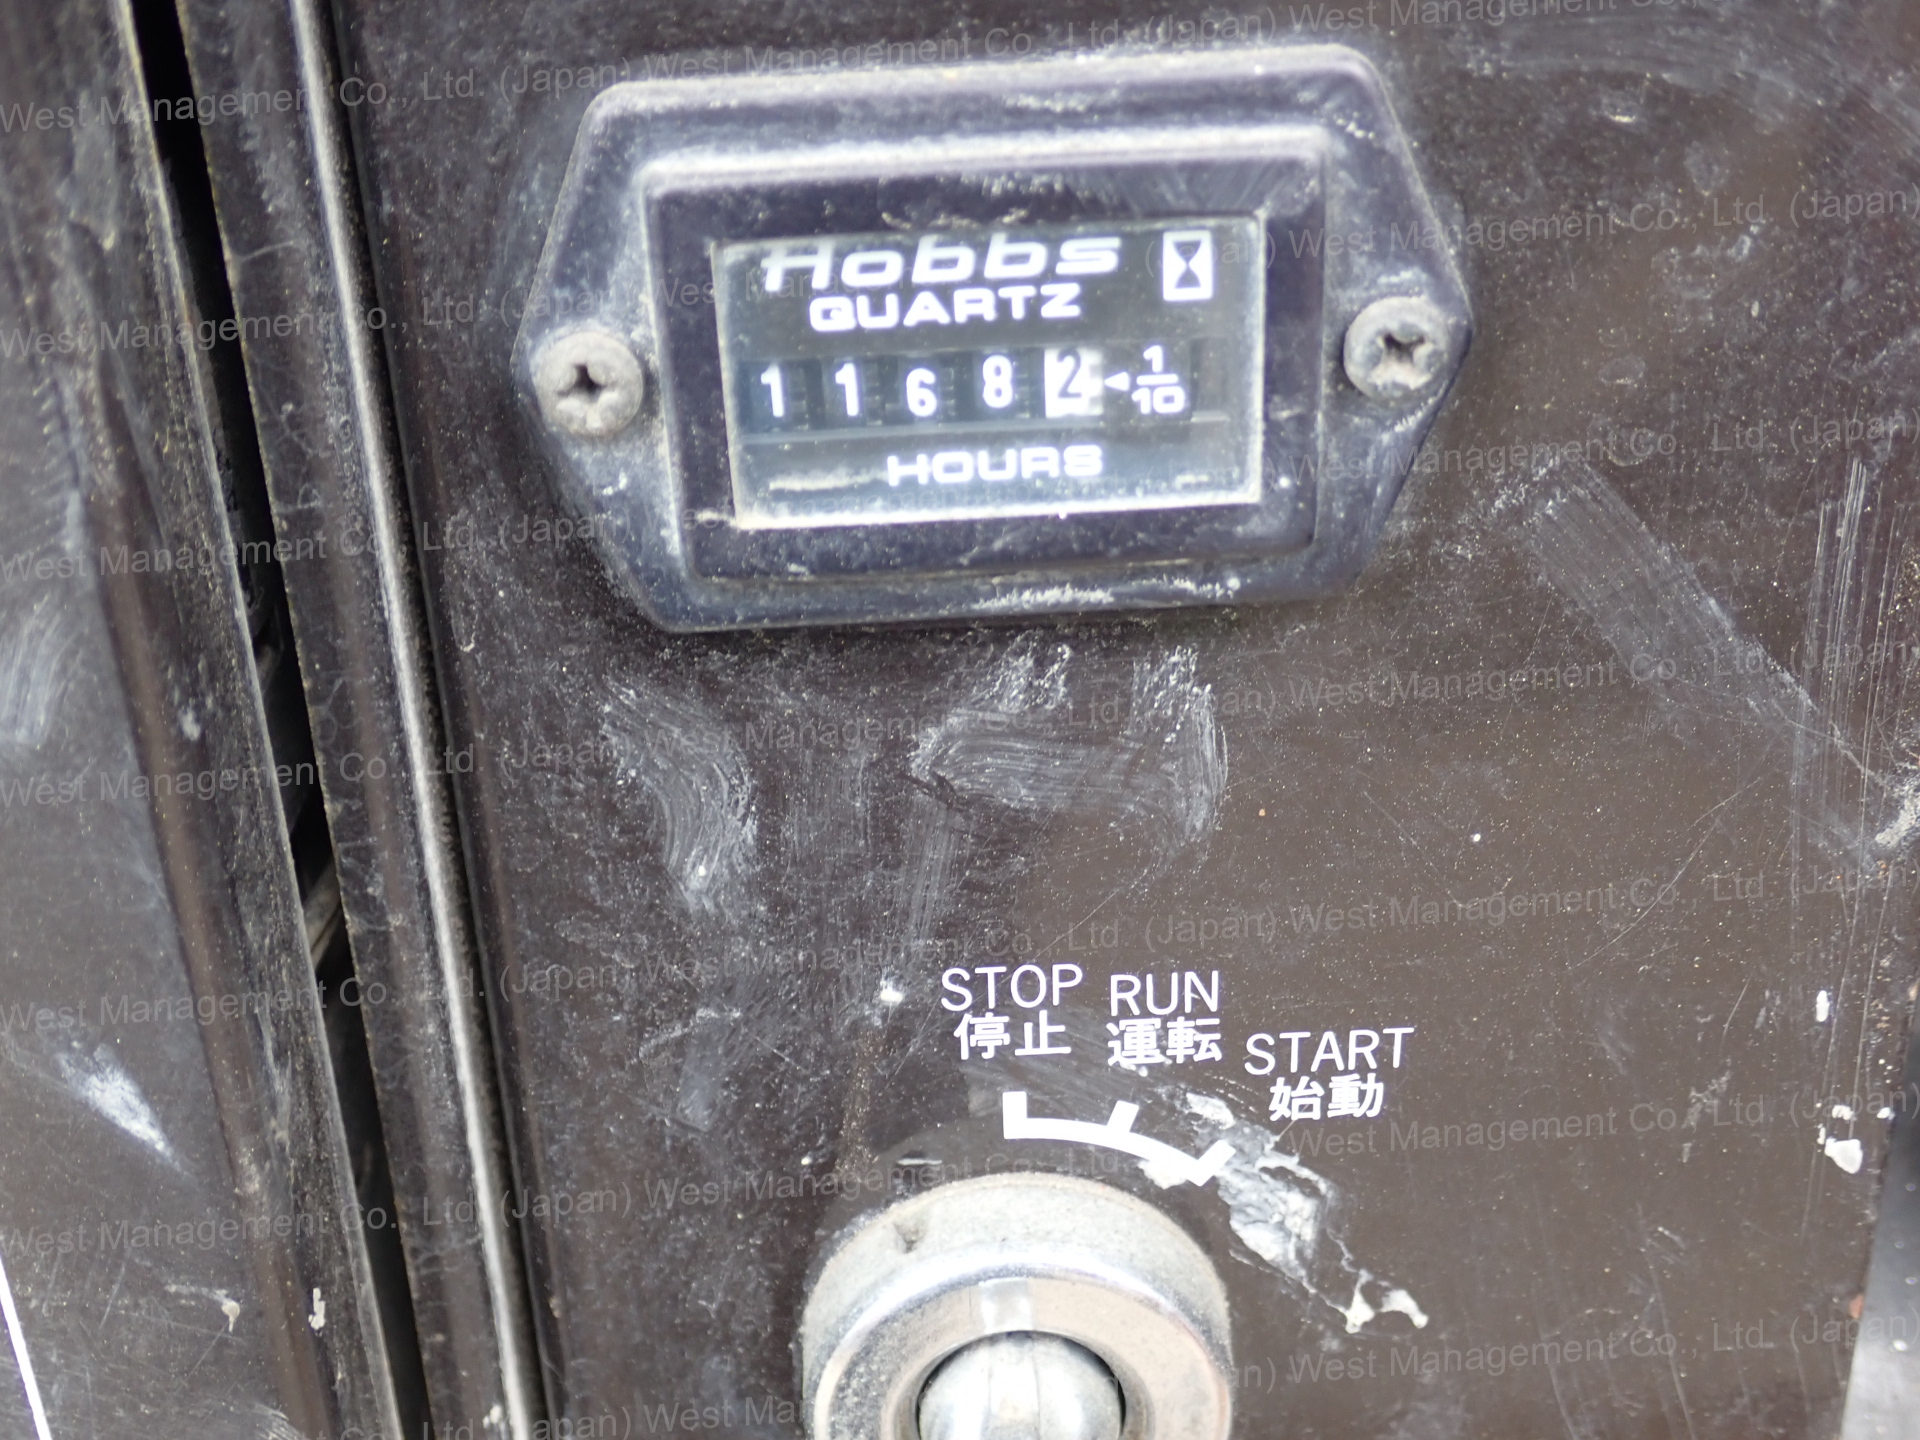 Hobbs
QUARTZ
1 1 6 8 2 1/10
HOURS
STOP RUN START
停止 運転 始動
West Management Co., Ltd. (Japan)